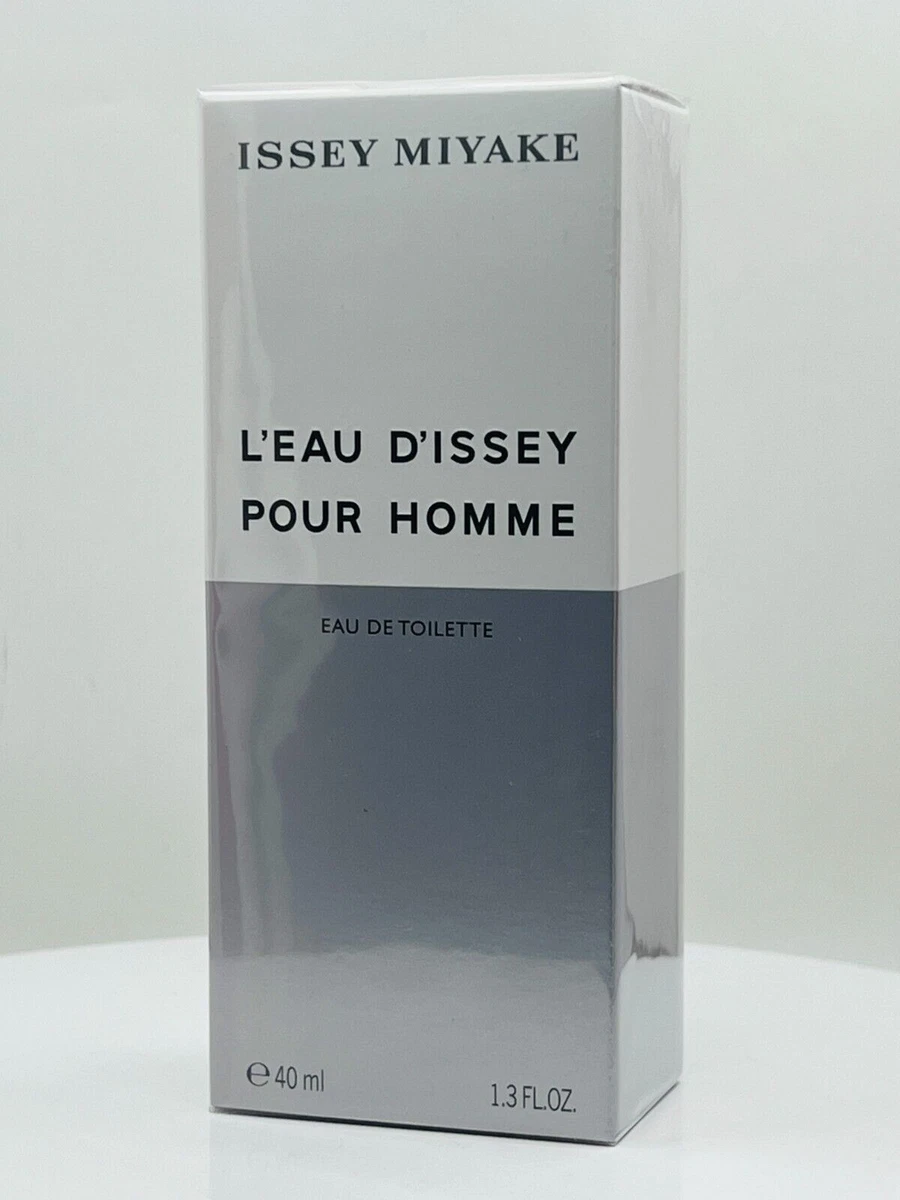 ISSEY MIYAKE
L'EAU D'ISSEY
POUR HOMME
EAU DE TOILETTE
℮ 40 ml
1.3 FL.OZ.